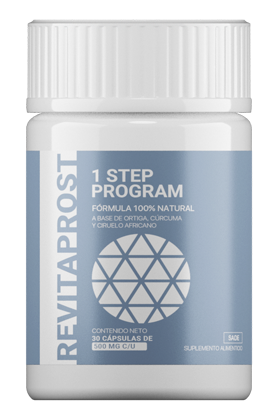 REVITAPROST
1 STEP
PROGRAM
FÓRMULA 100% NATURAL
A BASE DE ORTIGA, CÚRCUMA
Y CIRUELO AFRICANO
CONTENIDO NETO
30 CÁPSULAS DE
500 MG C/U
SUPLEMENTO ALIMENTICIO